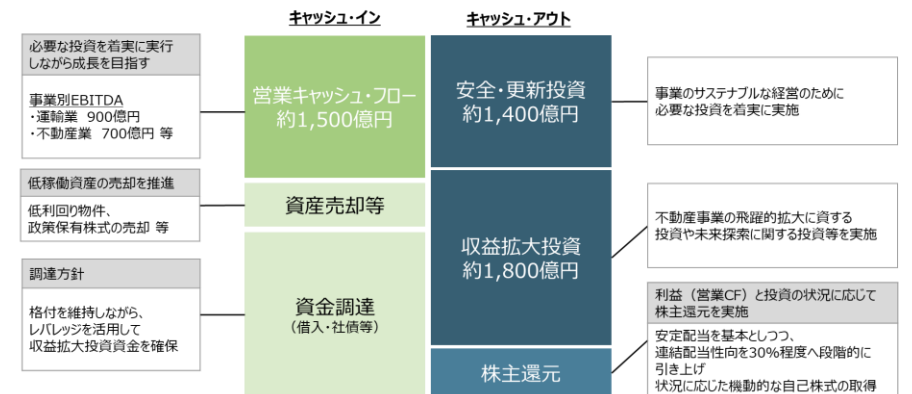 キャッシュ・イン
キャッシュ・アウト
必要な投資を着実に実行
しながら成長を目指す
事業別EBITDA
・運輸業 900億円
・不動産業 700億円 等
営業キャッシュ・フロー
約1,500億円
安全・更新投資
約1,400億円
事業のサステナブルな経営のために
必要な投資を着実に実施
低稼働資産の売却を推進
低利回り物件、
政策保有株式の売却 等
資産売却等
収益拡大投資
約1,800億円
不動産事業の飛躍的拡大に資する
投資や未来探索に関する投資等を実施
調達方針
格付を維持しながら、
レバレッジを活用して
収益拡大投資資金を確保
資金調達
(借入・社債等)
株主還元
利益（営業CF）と投資の状況に応じて
株主還元を実施
安定配当を基本としつつ、
連結配当性向を30%程度へ段階的に
引き上げ
状況に応じた機動的な自己株式の取得